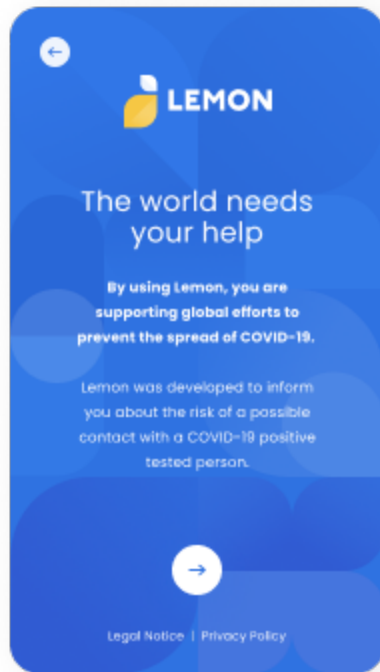 LEMON
The world needs
your help
By using Lemon, you are
supporting global efforts to
prevent the spread of COVID-19.
Lemon was developed to inform
you about the risk of a possible
contact with a COVID-19 positive
tested person.
Legal Notice | Privacy Policy